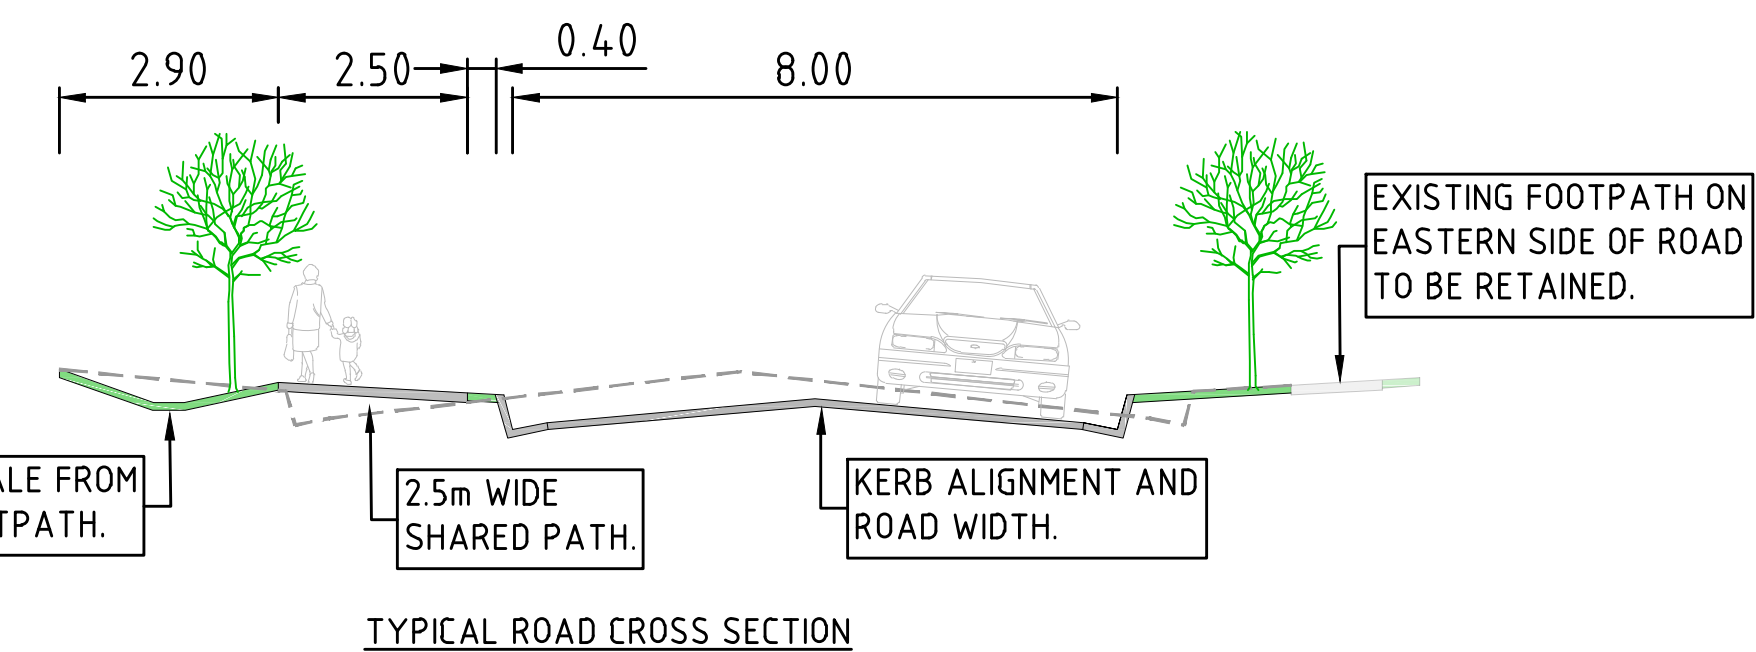 2.90
2.50
0.40
8.00
EXISTING FOOTPATH ON
EASTERN SIDE OF ROAD
TO BE RETAINED.
FROM
2.5m WIDE
SHARED PATH.
KERB ALIGNMENT AND
ROAD WIDTH.
TYPICAL ROAD CROSS SECTION